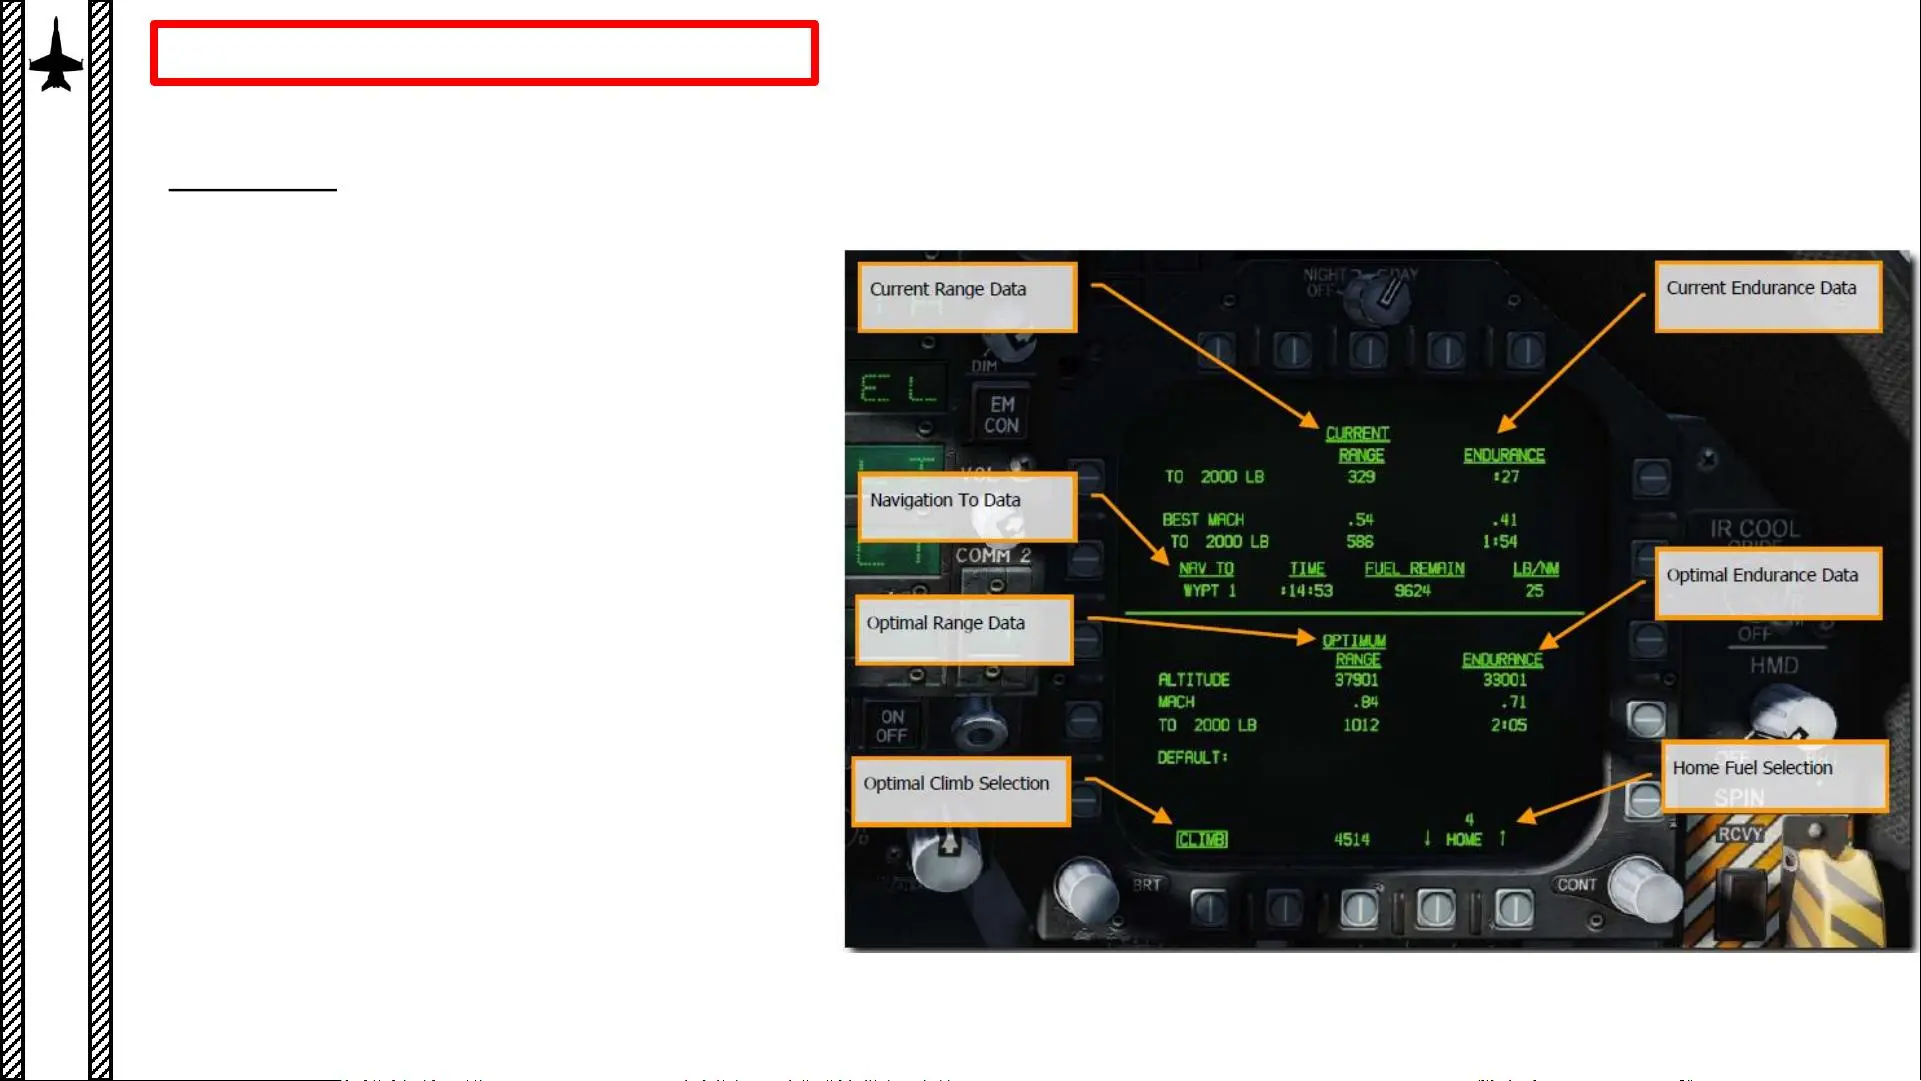 Current Range Data
Current Endurance Data
NIGHT DAY
OFF
DIM
EL
EM
CON
CURRENT
RANGE ENDURANCE
TO 2000 LB 329 :27
Navigation To Data
BEST MACH .54 .41
TO 2000 LB 586 1:54
IR COOL
COMM 2
NAV TO TIME FUEL REMAIN LB/NM
WYPT 1 :14:53 9624 25
Optimal Endurance Data
Optimal Range Data
OFF
HMD
OPTIMUM
RANGE ENDURANCE
ALTITUDE 37901 33001
MACH .84 .71
TO 2000 LB 1012 2:05
ON
OFF
DEFAULT:
Optimal Climb Selection
Home Fuel Selection
SPIN
RCVY
4
CLIMB 4514 ↓ HOME ↑
BRT
CONT